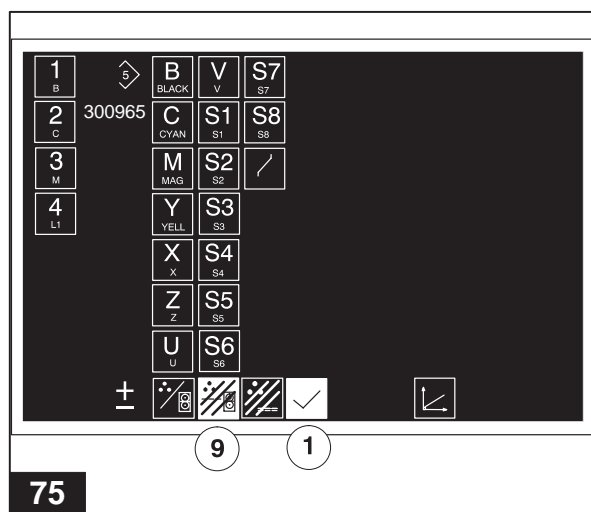 1 B 5 B BLACK V V S7 S7
2 C 300965 C CYAN S1 S1 S8 S8
3 M M MAG S2 S2
4 L1 Y YELL S3 S3
X X S4 S4
Z Z S5 S5
U U S6 S6
±
9 1
75